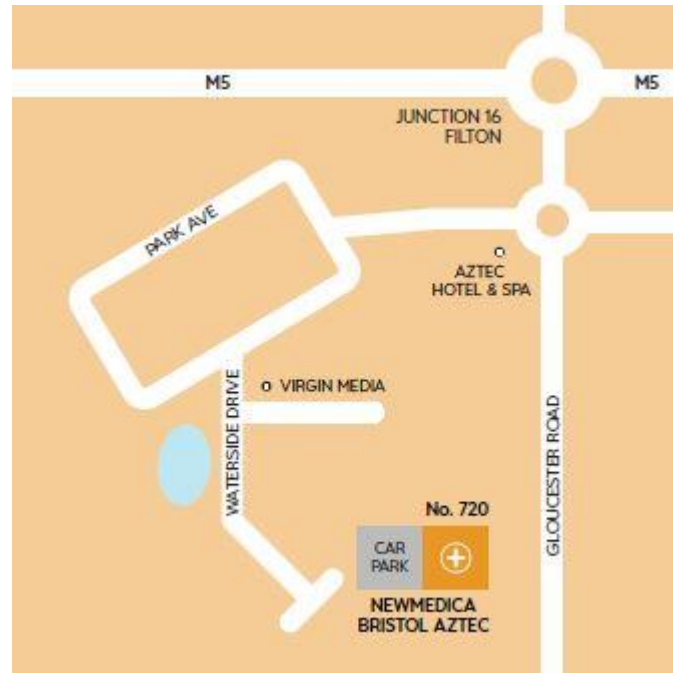 M5
M5
JUNCTION 16
FILTON
PARK AVE
AZTEC
HOTEL & SPA
VIRGIN MEDIA
WATERSIDE DRIVE
GLOUCESTER ROAD
No. 720
CAR
PARK
NEWMEDICA
BRISTOL AZTEC